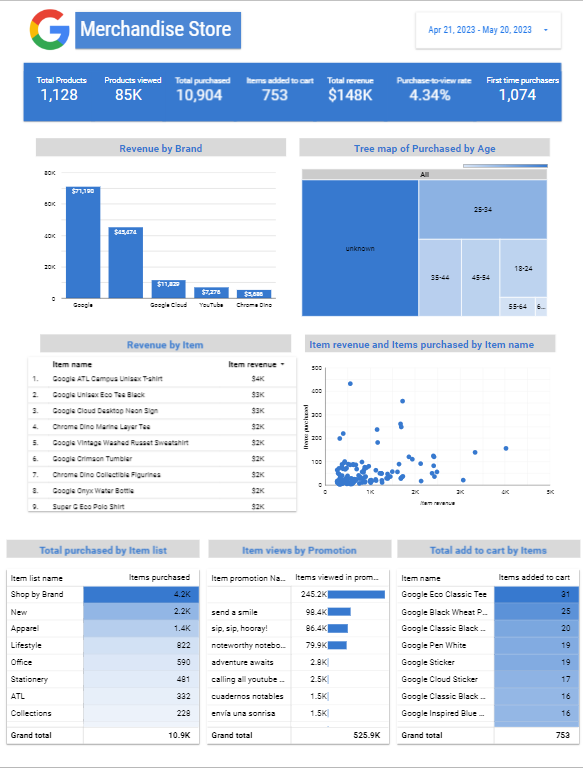 Merchandise Store
Apr 21, 2023 - May 20, 2023
Total Products Products viewed Total purchased Items added to cart Total revenue Purchase-to-view rate First time purchasers
1,128 85K 10,904 753 $148K 4.34% 1,074
Revenue by Brand
80K
60K
40K
20K
0
$71,190
$45,474
$11,829
$7,276
$5,686
Google Google Cloud YouTube Chrome Dino
Tree map of Purchased by Age
All
unknown
25-34
35-44
45-54
18-24
55-64
6...
Revenue by Item
Item name Item revenue
1. Google ATL Campus Unisex T-shirt $4K
2. Google Unisex Eco Tee Black $3K
3. Google Cloud Desktop Neon Sign $3K
4. Chrome Dino Marine Layer Tee $2K
5. Google Vintage Washed Russet Sweatshirt $2K
6. Google Crimson Tumbler $2K
7. Chrome Dino Collectible Figurines $2K
8. Google Onyx Water Bottle $2K
9. Super G Eco Polo Shirt $2K
Item revenue and Items purchased by Item name
Items purchased
500
400
300
200
100
0
0 1K 2K 3K 4K 5K
Item revenue
Total purchased by Item list
Item list name Items purchased
Shop by Brand 4.2K
New 2.2K
Apparel 1.4K
Lifestyle 822
Office 590
Stationery 481
ATL 332
Collections 228
Grand total 10.9K
Item views by Promotion
Item promotion Na... Items viewed in prom...
245.2K
send a smile 98.4K
sip, sip, hooray! 86.4K
noteworthy notebo... 79.9K
adventure awaits 2.8K
calling all youtube ... 2.5K
cuadernos notables 1.5K
envía una sonrisa 1.5K
Grand total 525.9K
Total add to cart by Items
Item name Items added to cart
Google Eco Classic Tee 31
Google Black Wheat P... 25
Google Classic Black ... 20
Google Pen White 19
Google Sticker 19
Google Cloud Sticker 17
Google Classic Black ... 16
Google Inspired Blue ... 16
Grand total 753